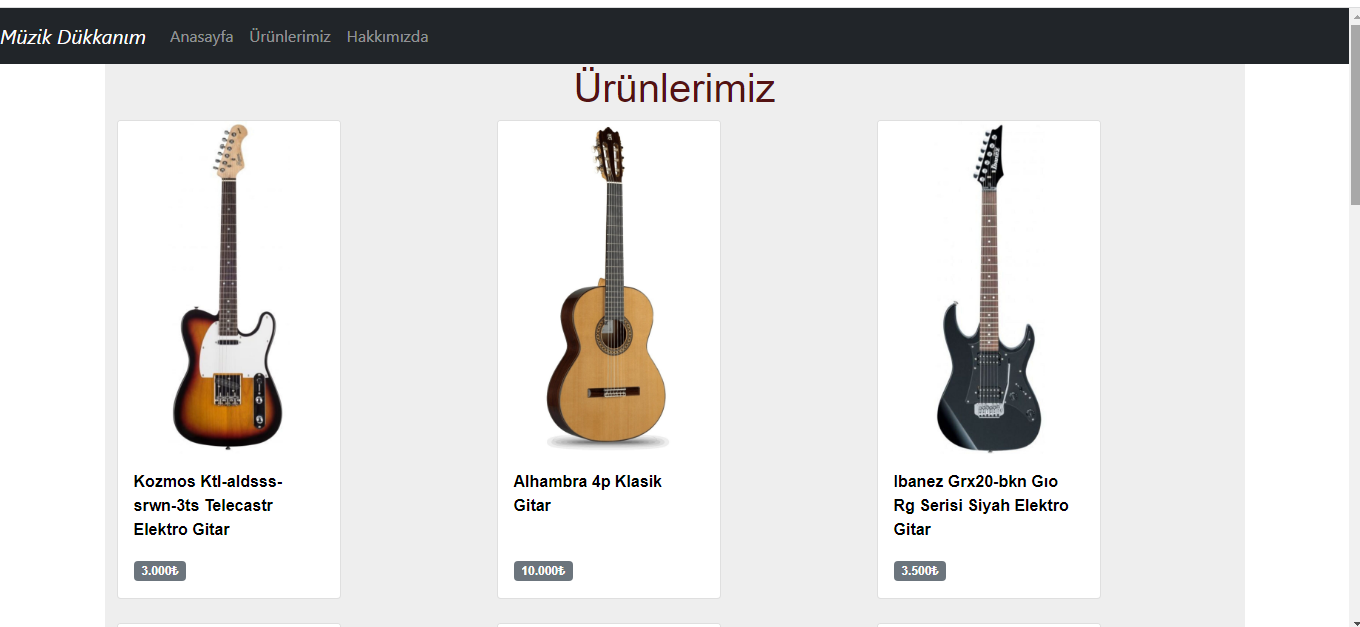 Müzik Dükkanım Anasayfa Ürünlerimiz Hakkımızda
Ürünlerimiz
Kozmos Ktl-aldsss-
srwn-3ts Telecastr
Elektro Gitar
3.000₺
Alhambra 4p Klasik
Gitar
10.000₺
Ibanez
Ibanez Grx20-bkn Gıo
Rg Serisi Siyah Elektro
Gitar
3.500₺